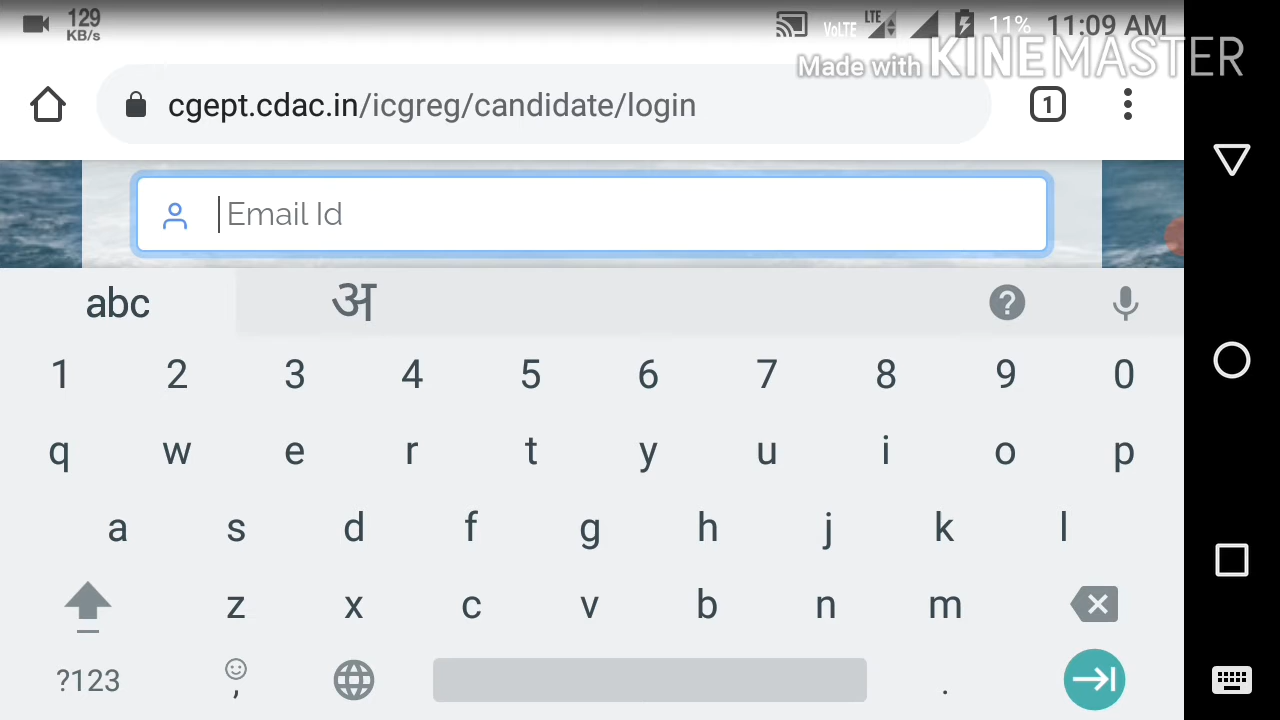 129 KB/s VoLTE LTE 11% 11:09 AM
Made with KINEMASTER
cgept.cdac.in/icgreg/candidate/login 1
Email Id
abc अ ?
1 2 3 4 5 6 7 8 9 0
q w e r t y u i o p
a s d f g h j k l
z x c v b n m
?123 , .